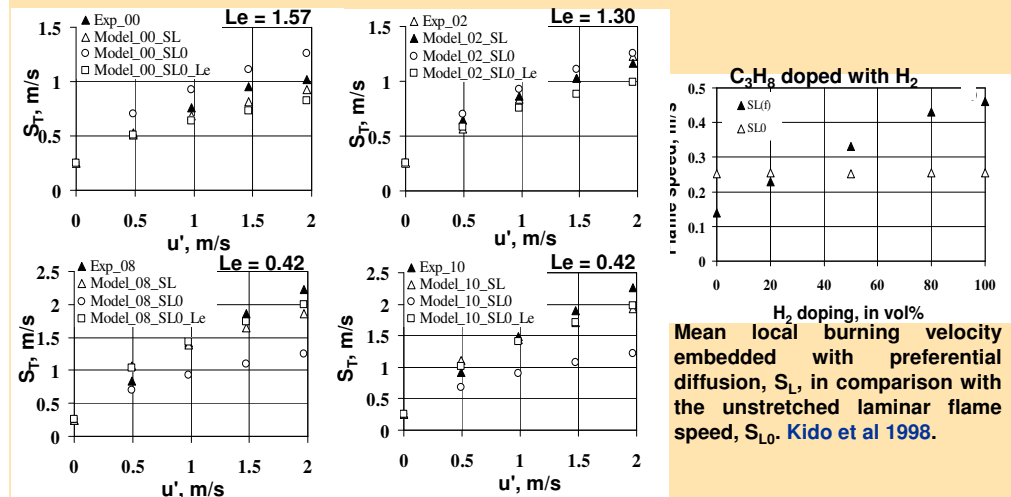 Exp_00
Model_00_SL
Model_00_SL0
Model_00_SL0_Le
Le = 1.57
S_T, m/s
1.5
1
0.5
0
0 0.5 1 1.5 2
u', m/s
Exp_02
Model_02_SL
Model_02_SL0
Model_02_SL0_Le
Le = 1.30
S_T, m/s
1.5
1
0.5
0
0 0.5 1 1.5 2
u', m/s
C₃H₈ doped with H₂
SL(f)
SL0
speed, m/s
0.5
0.4
0.3
0.2
0.1
0
0 20 40 60 80 100
H₂ doping, in vol%
Exp_08
Model_08_SL
Model_08_SL0
Model_08_SL0_Le
Le = 0.42
S_T, m/s
2.5
2
1.5
1
0.5
0
0 0.5 1 1.5 2
u', m/s
Exp_10
Model_10_SL
Model_10_SL0
Model_10_SL0_Le
Le = 0.42
S_T, m/s
2.5
2
1.5
1
0.5
0
0 0.5 1 1.5 2
u', m/s
Mean local burning velocity
embedded with preferential
diffusion, S_L, in comparison with
the unstretched laminar flame
speed, S_L0. Kido et al 1998.